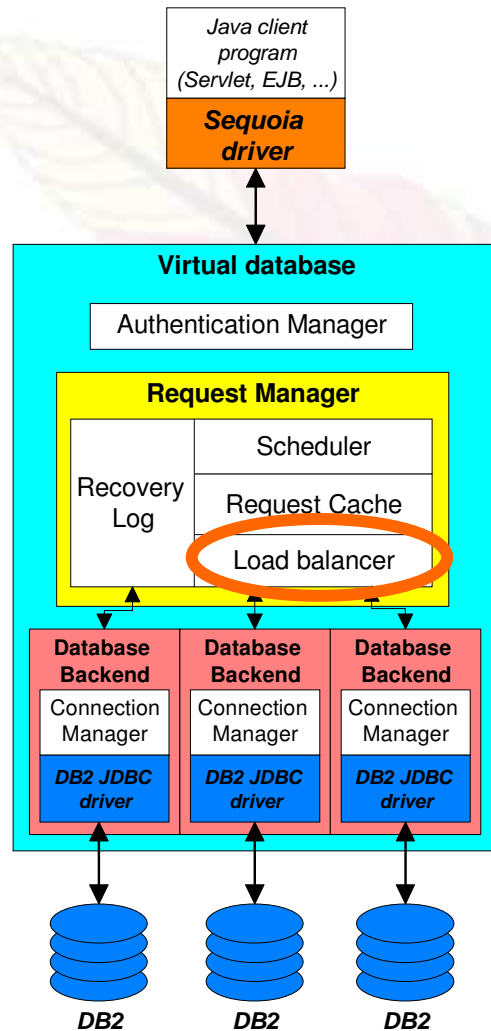 Java client
program
(Servlet, EJB, ...)
Sequoia
driver
Virtual database
Authentication Manager
Request Manager
Recovery
Log
Scheduler
Request Cache
Load balancer
Database
Backend
Connection
Manager
DB2 JDBC
driver
Database
Backend
Connection
Manager
DB2 JDBC
driver
Database
Backend
Connection
Manager
DB2 JDBC
driver
DB2
DB2
DB2